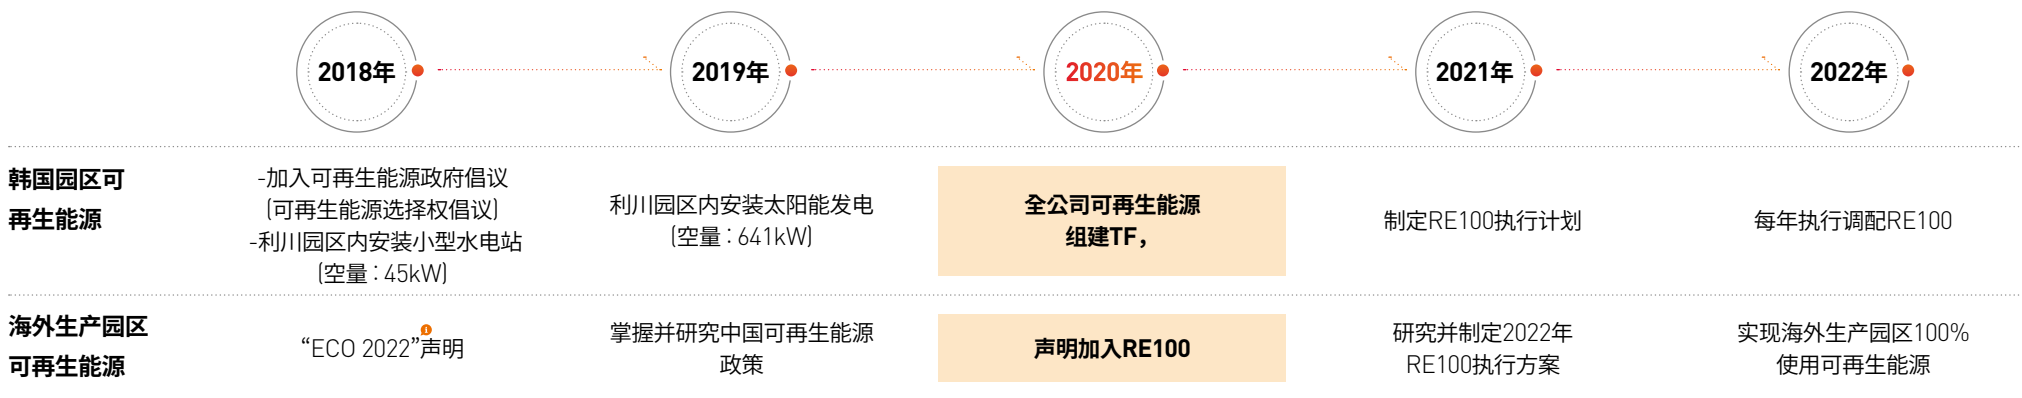 2018年
2019年
2020年
2021年
2022年
韩国园区可
再生能源
-加入可再生能源政府倡议
(可再生能源选择权倡议)
-利川园区内安装小型水电站
(空量 : 45kW)
利川园区内安装太阳能发电
(空量 : 641kW)
全公司可再生能源
组建TF，
制定RE100执行计划
每年执行调配RE100
海外生产园区
可再生能源
“ECO 2022”声明
掌握并研究中国可再生能源
政策
声明加入RE100
研究并制定2022年
RE100执行方案
实现海外生产园区100%
使用可再生能源